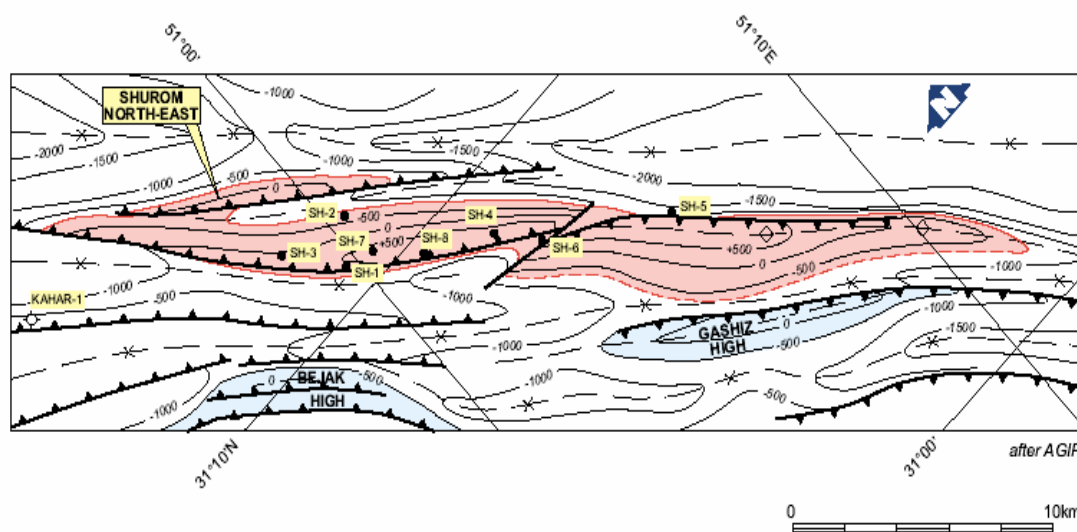 51°00'
51°10'E
-1000
-1000
SHUROM
NORTH-EAST
N
-2000
-1500
-1500
-1000
-500
-1000
0
-2000
SH-5
-1500
SH-2
-500
SH-4
0
+500
SH-7
SH-8
SH-6
+500
SH-3
0
SH-1
-500
-1000
-1000
-1000
KAHAR-1
-500
-1000
0
GASHIZ
HIGH
-500
-1500
-1000
-500
0
BEJAK
HIGH
-1000
-1000
-500
31°10'N
31°00'
after AGIP
0
10km